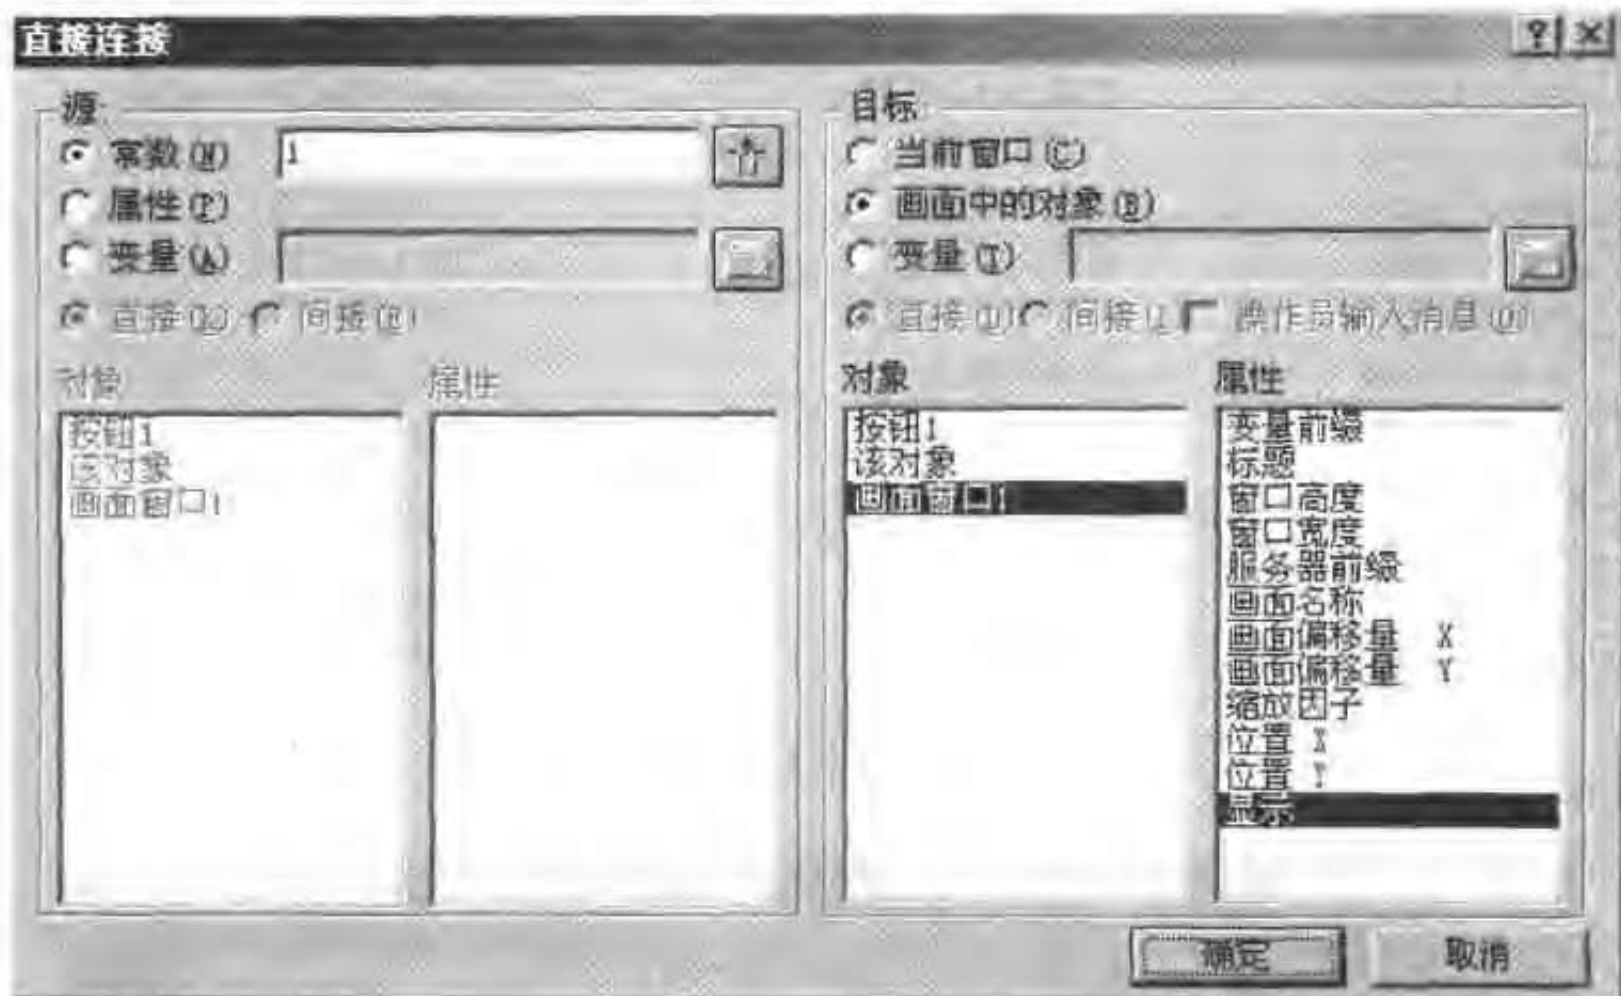 直接连接
源:
常数(N) 1
属性(P)
变量(A)
直接 间接
对象 属性
按钮1
该对象
画面窗口1
目标:
当前窗口(C)
画面中的对象(B)
变量(T)
直接 间接 操作员输入消息(O)
对象 属性
按钮1
该对象
画面窗口1
变量前缀
标题
窗口高度
窗口宽度
服务器前缀
画面名称
画面偏移量 X
画面偏移量 Y
缩放因子
位置 X
位置 Y
显示
确定 取消